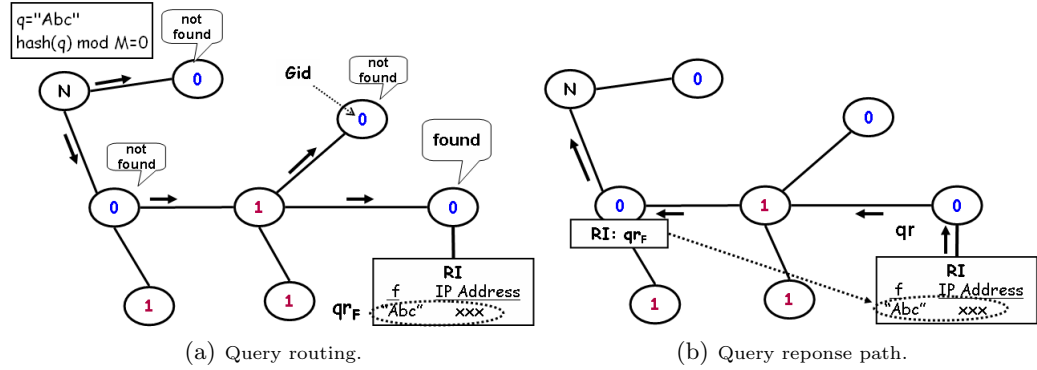 q="Abc"
hash(q) mod M=0
not
found
N
0
Gid
not
found
0
not
found
found
0
1
0
1
1
RI
f IP Address
"Abc" xxx
qrF
(a) Query routing.
N
0
0
0
1
0
RI: qrF
qr
1
1
RI
f IP Address
"Abc" xxx
(b) Query reponse path.